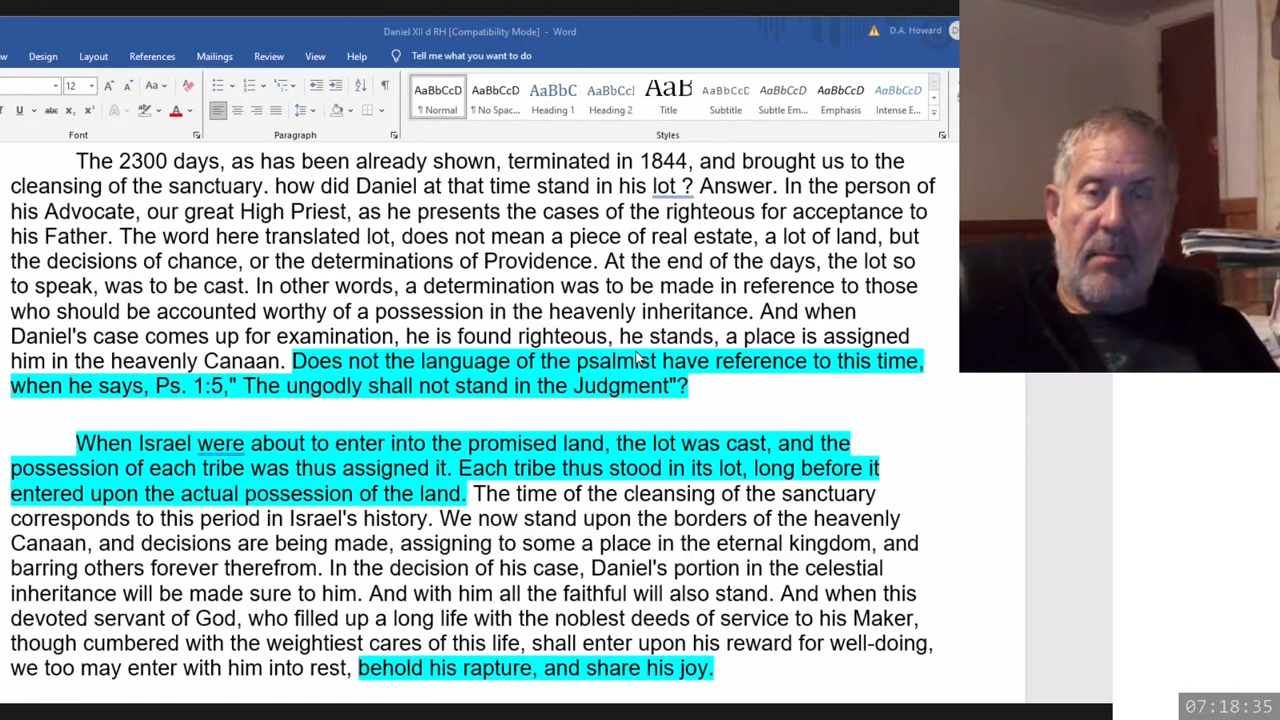 Daniel XII d RH [Compatibility Mode] - Word
D.A. Howard
Design Layout References Mailings Review View Help Tell me what you want to do
12 Aa
AaBbCcD AaBbCcD AaBbC AaBbC AaB AaBbCcD AaBbCcD AaBbCcD AaBbCcD
¶ Normal ¶ No Spac... Heading 1 Heading 2 Title Subtitle Subtle Em... Emphasis Intense E...
Font Paragraph Styles
The 2300 days, as has been already shown, terminated in 1844, and brought us to the
cleansing of the sanctuary. how did Daniel at that time stand in his lot ? Answer. In the person of
his Advocate, our great High Priest, as he presents the cases of the righteous for acceptance to
his Father. The word here translated lot, does not mean a piece of real estate, a lot of land, but
the decisions of chance, or the determinations of Providence. At the end of the days, the lot so
to speak, was to be cast. In other words, a determination was to be made in reference to those
who should be accounted worthy of a possession in the heavenly inheritance. And when
Daniel's case comes up for examination, he is found righteous, he stands, a place is assigned
him in the heavenly Canaan. Does not the language of the psalmist have reference to this time,
when he says, Ps. 1:5," The ungodly shall not stand in the Judgment"?
When Israel were about to enter into the promised land, the lot was cast, and the
possession of each tribe was thus assigned it. Each tribe thus stood in its lot, long before it
entered upon the actual possession of the land. The time of the cleansing of the sanctuary
corresponds to this period in Israel's history. We now stand upon the borders of the heavenly
Canaan, and decisions are being made, assigning to some a place in the eternal kingdom, and
barring others forever therefrom. In the decision of his case, Daniel's portion in the celestial
inheritance will be made sure to him. And with him all the faithful will also stand. And when this
devoted servant of God, who filled up a long life with the noblest deeds of service to his Maker,
though cumbered with the weightiest cares of this life, shall enter upon his reward for well-doing,
we too may enter with him into rest, behold his rapture, and share his joy.
07:18:35